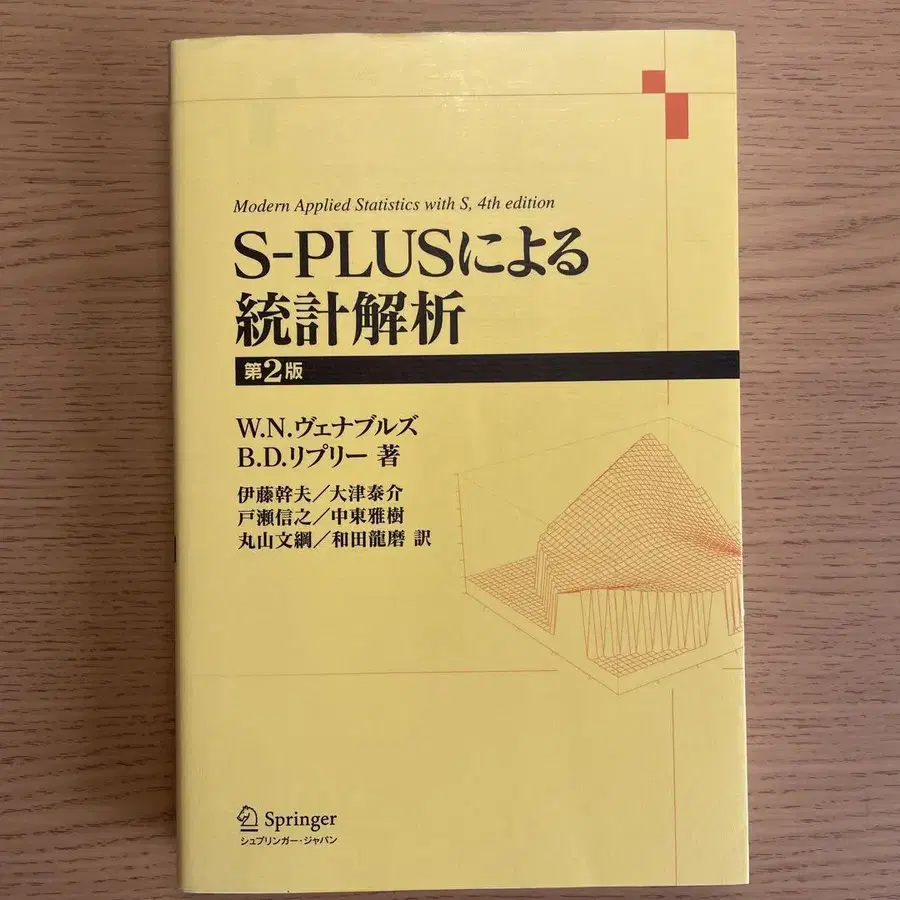 Modern Applied Statistics with S, 4th edition
S-PLUSによる
統計解析
第2版
W.N.ヴェナブルズ
B.D.リプリー 著
伊藤幹夫／大津泰介
戸瀬信之／中東雅樹
丸山文綱／和田龍磨 訳
Springer
シュプリンガー・ジャパン